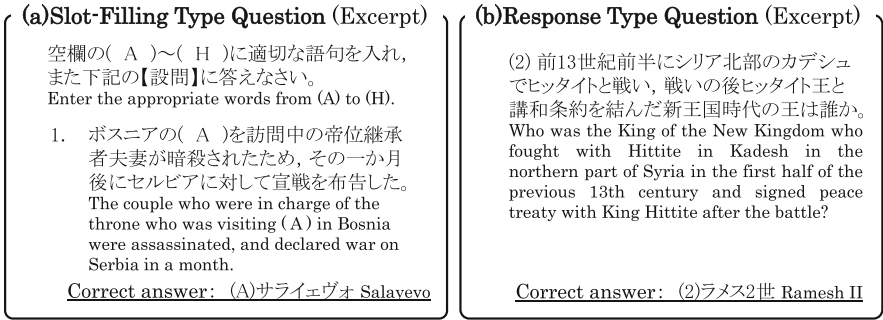 (a)Slot-Filling Type Question (Excerpt)
空欄の( A )～( H )に適切な語句を入れ,
また下記の【設問】に答えなさい。
Enter the appropriate words from (A) to (H).
1. ボスニアの( A )を訪問中の帝位継承
者夫妻が暗殺されたため, その一か月
後にセルビアに対して宣戦を布告した。
The couple who were in charge of the
throne who was visiting ( A ) in Bosnia
were assassinated, and declared war on
Serbia in a month.
Correct answer: (A)サライェヴォ Salayevo
(b)Response Type Question (Excerpt)
(2) 前13世紀前半にシリア北部のカデシュ
でヒッタイトと戦い, 戦いの後ヒッタイト王と
講和条約を結んだ新王国時代の王は誰か。
Who was the King of the New Kingdom who
fought with Hittite in Kadesh in the
northern part of Syria in the first half of the
previous 13th century and signed peace
treaty with King Hittite after the battle?
Correct answer: (2)ラメス2世 Ramesh II